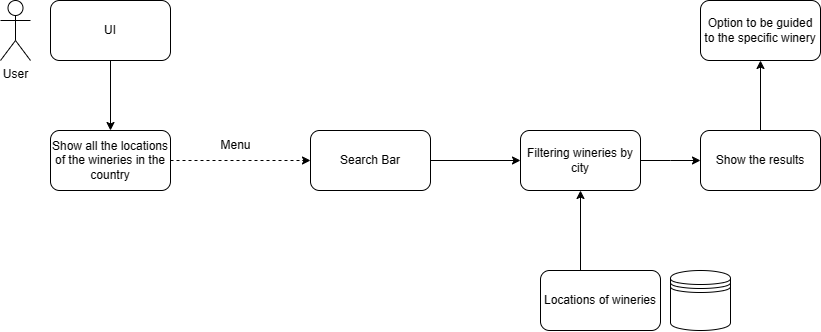 UI
Option to be guided
to the specific winery
User
Show all the locations
of the wineries in the
country
Menu
Search Bar
Filtering wineries by
city
Show the results
Locations of wineries